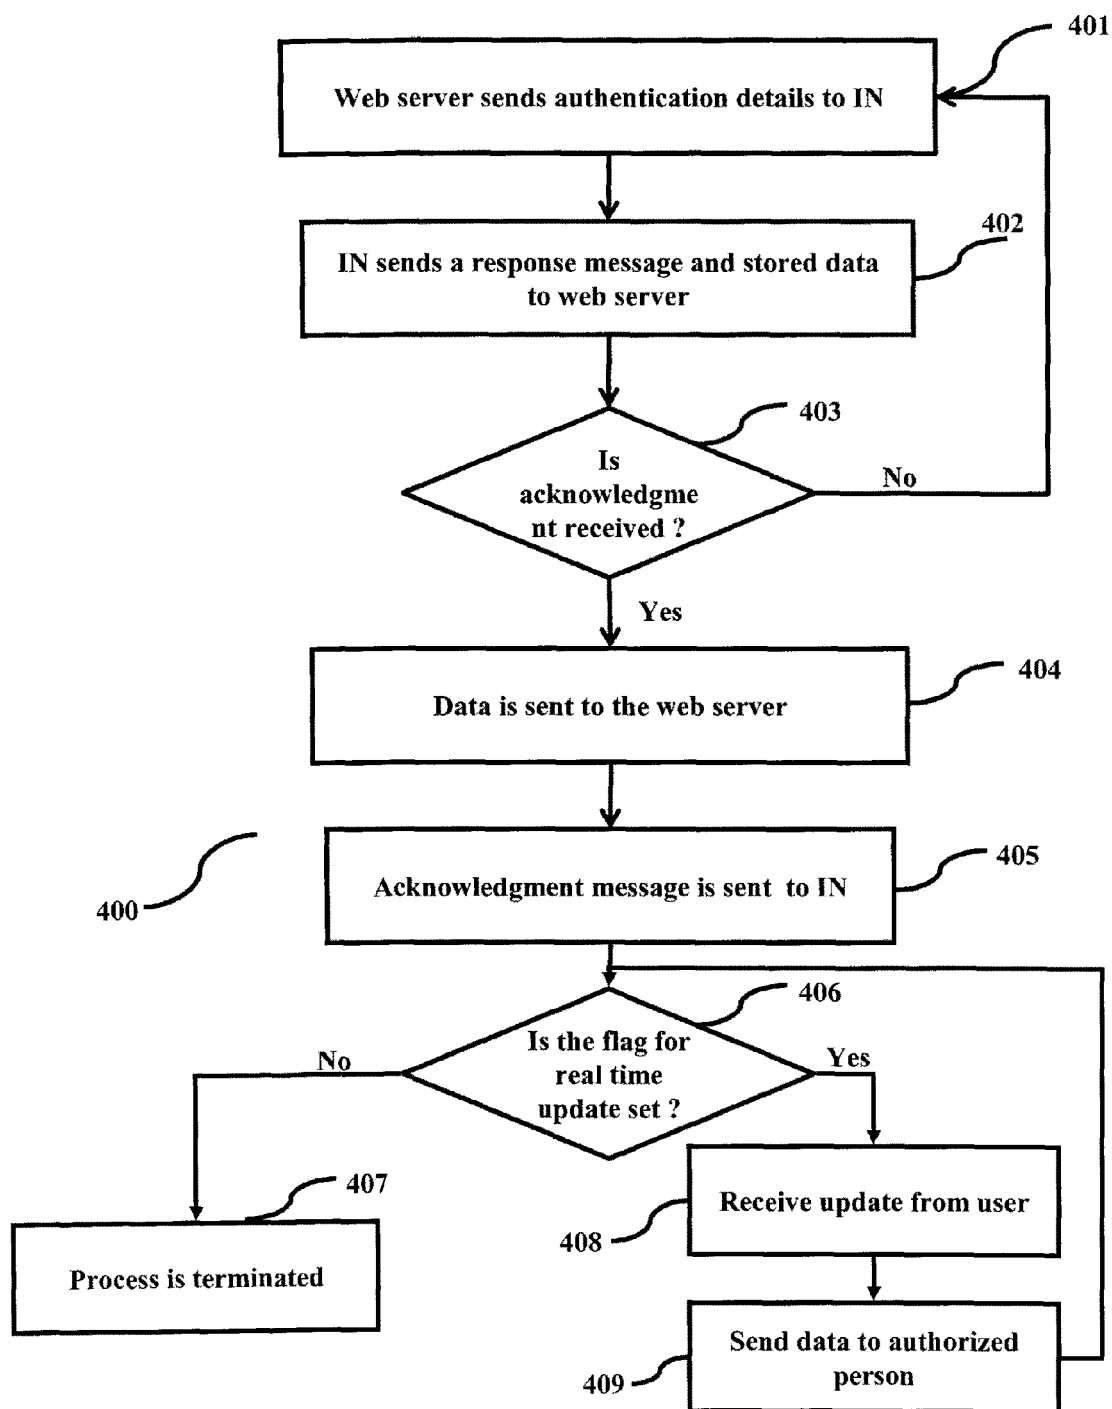 401
Web server sends authentication details to IN
402
IN sends a response message and stored data
to web server
403
Is
acknowledgme
nt received ?
No
Yes
404
Data is sent to the web server
405
Acknowledgment message is sent to IN
400
406
Is the flag for
real time
update set ?
No
Yes
407
Process is terminated
Receive update from user
408
Send data to authorized
person
409